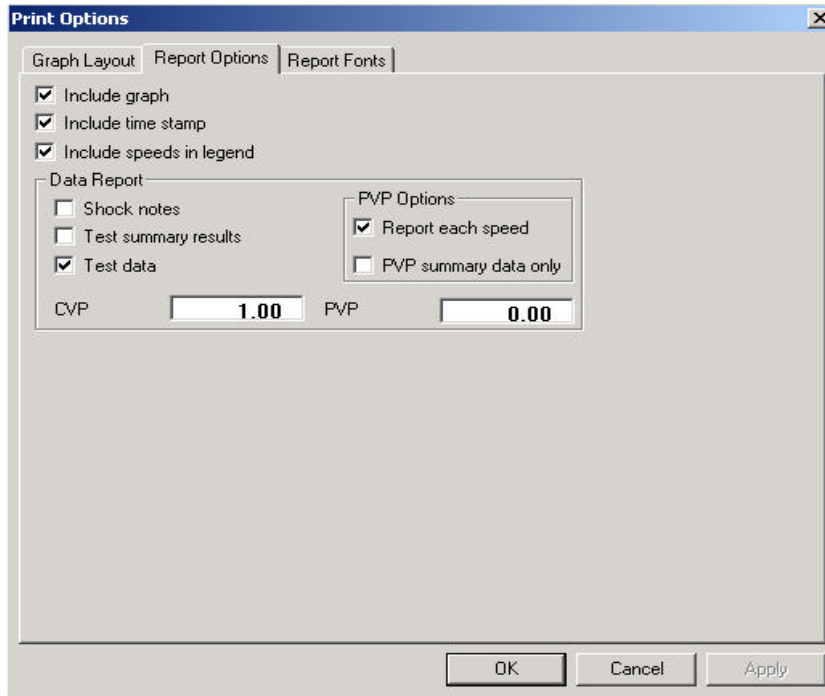 Print Options
Graph Layout Report Options Report Fonts
Include graph
Include time stamp
Include speeds in legend
Data Report
Shock notes
Test summary results
Test data
PVP Options
Report each speed
PVP summary data only
CVP 1.00 PVP 0.00
OK Cancel Apply